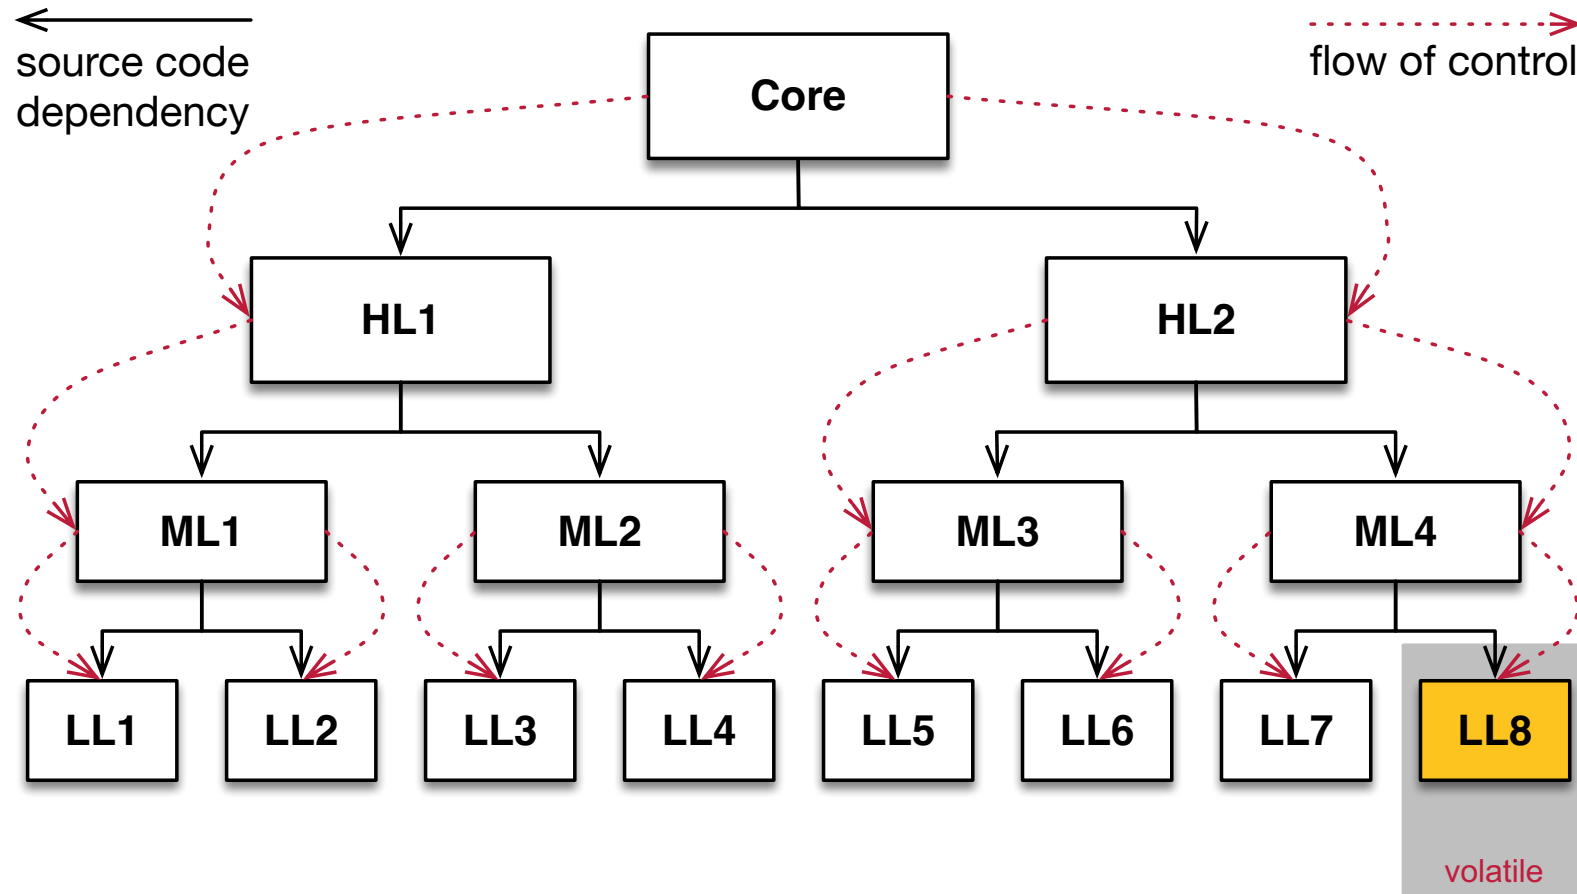 source code
dependency
flow of control
Core
HL1
HL2
ML1
ML2
ML3
ML4
LL1
LL2
LL3
LL4
LL5
LL6
LL7
LL8
volatile